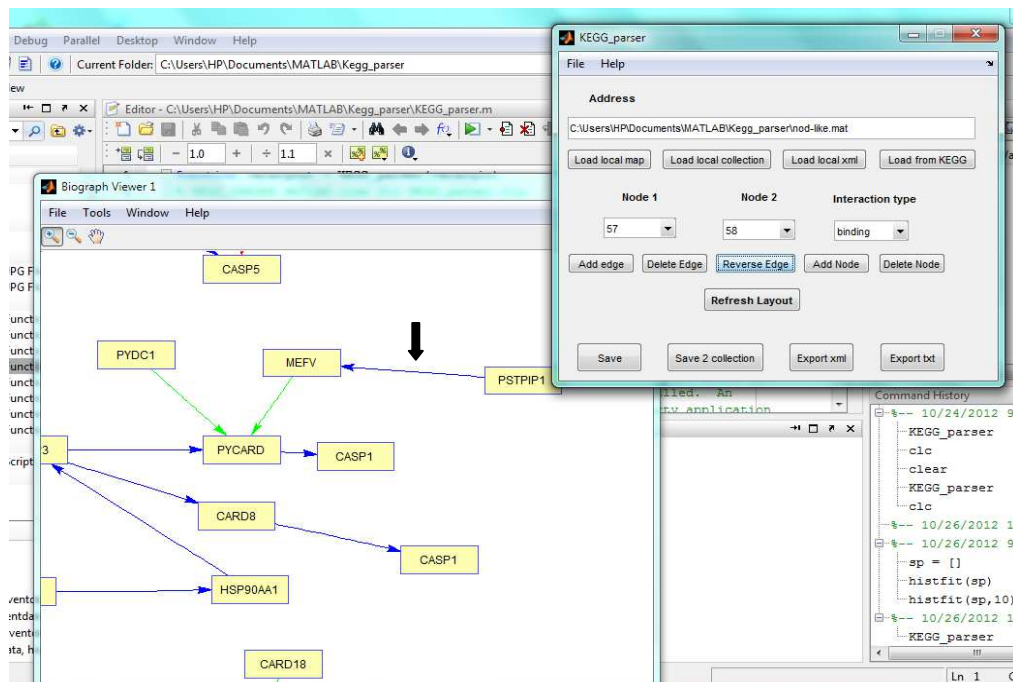 Debug Parallel Desktop Window Help
Current Folder: C:\Users\HP\Documents\MATLAB\Kegg_parser
Editor - C:\Users\HP\Documents\MATLAB\Kegg_parser\KEGG_parser.m
1.0
1.1
Biograph Viewer 1
File Tools Window Help
CASP5
PYDC1
MEFV
PSTPIP1
PYCARD
CASP1
CARD8
CASP1
HSP90AA1
CARD18
KEGG_parser
File Help
Address
C:\Users\HP\Documents\MATLAB\Kegg_parser\nod-like.mat
Load local map Load local collection Load local xml Load from KEGG
Node 1 Node 2 Interaction type
57 58 binding
Add edge Delete Edge Reverse Edge Add Node Delete Node
Refresh Layout
Save Save 2 collection Export xml Export txt
An
application
Command History
%-- 10/24/2012 9
KEGG_parser
clc
clear
KEGG_parser
clc
%-- 10/26/2012 1
%-- 10/26/2012 9
sp = []
histfit(sp)
histfit(sp,10)
%-- 10/26/2012 1
KEGG_parser
Ln 1